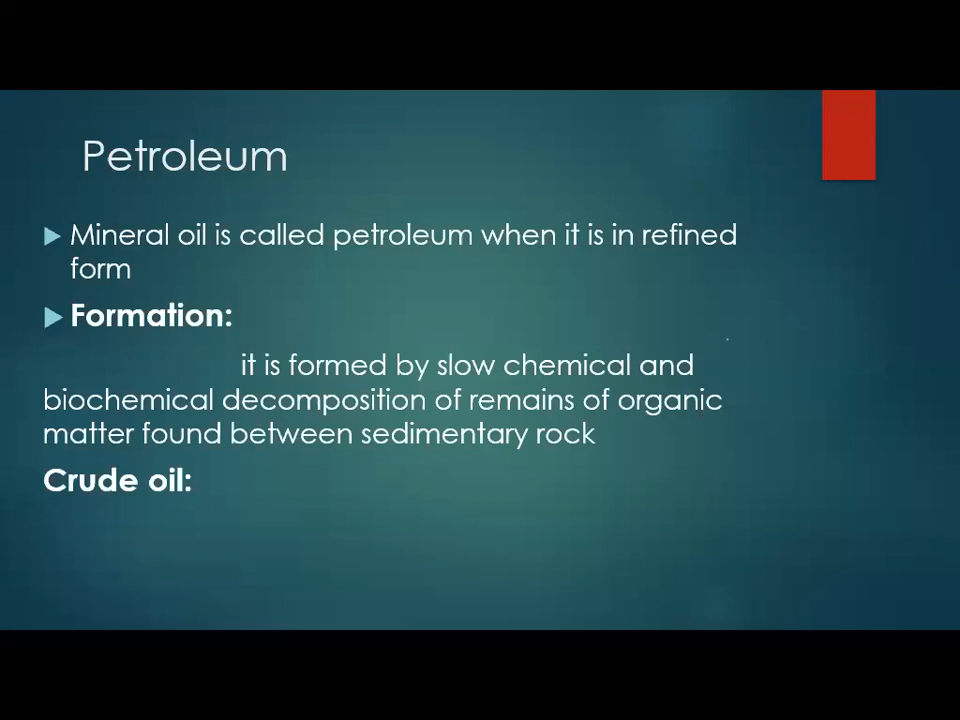 Petroleum
Mineral oil is called petroleum when it is in refined
form
Formation:
it is formed by slow chemical and
biochemical decomposition of remains of organic
matter found between sedimentary rock
Crude oil: